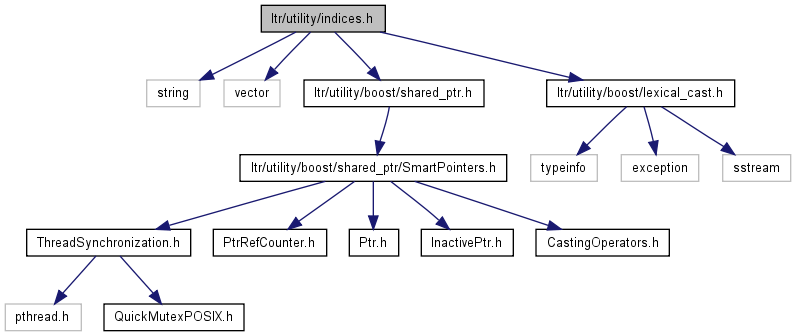 ltr/utility/indices.h
string
vector
ltr/utility/boost/shared_ptr.h
ltr/utility/boost/lexical_cast.h
ltr/utility/boost/shared_ptr/SmartPointers.h
typeinfo
exception
sstream
ThreadSynchronization.h
PtrRefCounter.h
Ptr.h
InactivePtr.h
CastingOperators.h
pthread.h
QuickMutexPOSIX.h